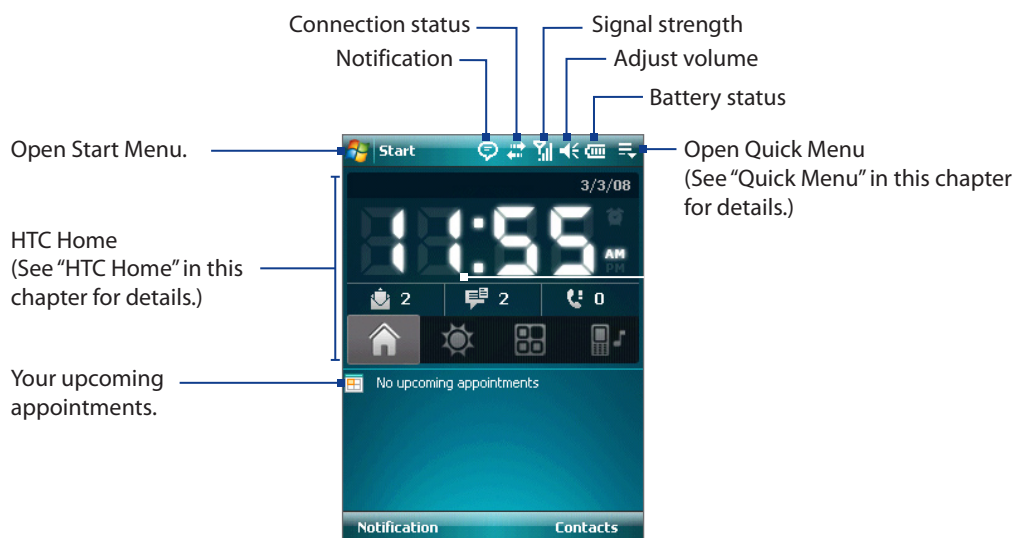 Connection status
Signal strength
Notification
Adjust volume
Battery status
Open Start Menu.
Start
Open Quick Menu
(See “Quick Menu” in this chapter
for details.)
3/3/08
11:55
AM
PM
HTC Home
(See “HTC Home” in this
chapter for details.)
2
2
0
Your upcoming
appointments.
No upcoming appointments
Notification
Contacts